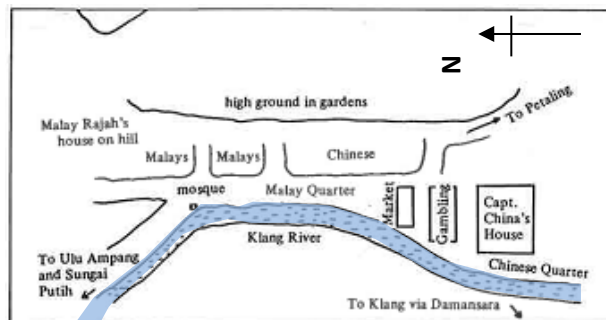 N
high ground in gardens
To Petaling
Malay Rajah's
house on hill
Malays
Malays
Chinese
mosque
Malay Quarter
Market
Gambling
Capt.
China's
House
Klang River
To Ulu Ampang
and Sungai
Putih
Chinese Quarter
To Klang via Damansara